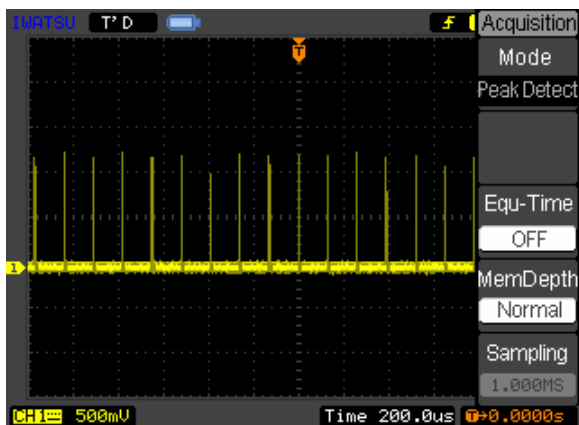 IWATSU T'D
T
Acquisition
Mode
Peak Detect
Equ-Time
OFF
MemDepth
Normal
Sampling
1.000MS
1
CH1 500mV Time 200.0us T→0.0000s